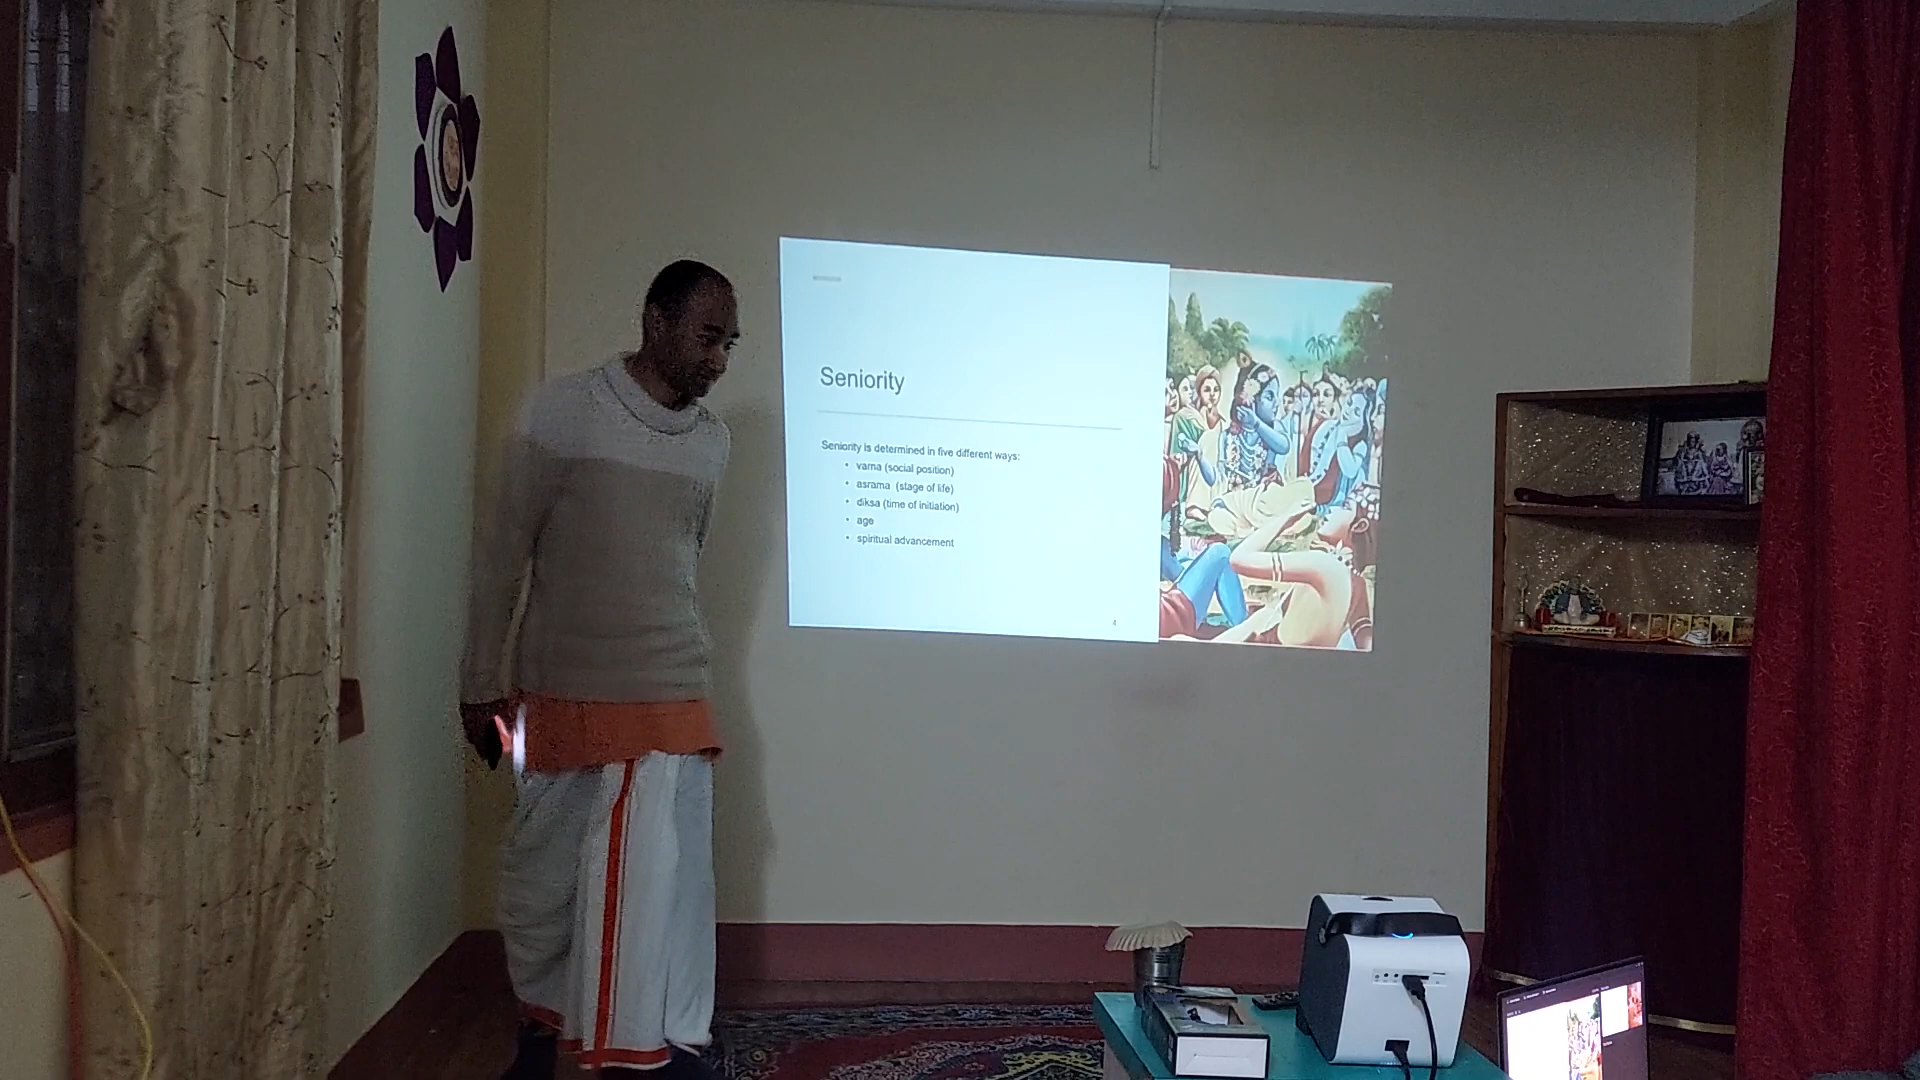 Seniority
Seniority is determined in five different ways:
• varna (social position)
• asrama (stage of life)
• diksa (time of initiation)
• age
• spiritual advancement
4